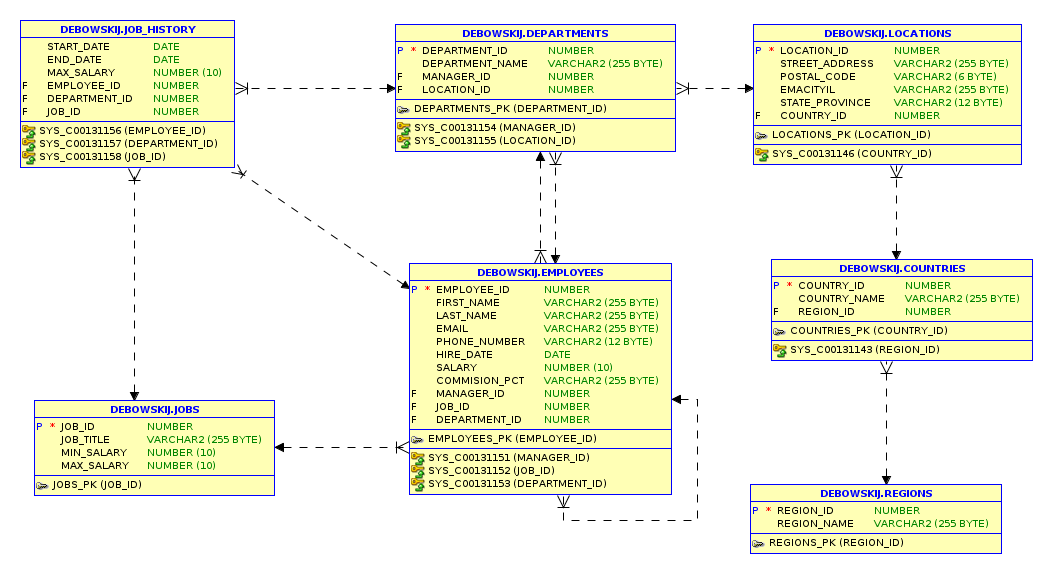 DEBOWSKIJ.JOB_HISTORY
START_DATE DATE
END_DATE DATE
MAX_SALARY NUMBER (10)
F EMPLOYEE_ID NUMBER
F DEPARTMENT_ID NUMBER
F JOB_ID NUMBER
SYS_C00131156 (EMPLOYEE_ID)
SYS_C00131157 (DEPARTMENT_ID)
SYS_C00131158 (JOB_ID)
DEBOWSKIJ.DEPARTMENTS
P * DEPARTMENT_ID NUMBER
DEPARTMENT_NAME VARCHAR2 (255 BYTE)
F MANAGER_ID NUMBER
F LOCATION_ID NUMBER
DEPARTMENTS_PK (DEPARTMENT_ID)
SYS_C00131154 (MANAGER_ID)
SYS_C00131155 (LOCATION_ID)
DEBOWSKIJ.LOCATIONS
P * LOCATION_ID NUMBER
STREET_ADDRESS VARCHAR2 (255 BYTE)
POSTAL_CODE VARCHAR2 (6 BYTE)
EMACITYIL VARCHAR2 (255 BYTE)
STATE_PROVINCE VARCHAR2 (12 BYTE)
F COUNTRY_ID NUMBER
LOCATIONS_PK (LOCATION_ID)
SYS_C00131146 (COUNTRY_ID)
DEBOWSKIJ.EMPLOYEES
P * EMPLOYEE_ID NUMBER
FIRST_NAME VARCHAR2 (255 BYTE)
LAST_NAME VARCHAR2 (255 BYTE)
EMAIL VARCHAR2 (255 BYTE)
PHONE_NUMBER VARCHAR2 (12 BYTE)
HIRE_DATE DATE
SALARY NUMBER (10)
COMMISION_PCT VARCHAR2 (255 BYTE)
F MANAGER_ID NUMBER
F JOB_ID NUMBER
F DEPARTMENT_ID NUMBER
EMPLOYEES_PK (EMPLOYEE_ID)
SYS_C00131151 (MANAGER_ID)
SYS_C00131152 (JOB_ID)
SYS_C00131153 (DEPARTMENT_ID)
DEBOWSKIJ.COUNTRIES
P * COUNTRY_ID NUMBER
COUNTRY_NAME VARCHAR2 (255 BYTE)
F REGION_ID NUMBER
COUNTRIES_PK (COUNTRY_ID)
SYS_C00131143 (REGION_ID)
DEBOWSKIJ.JOBS
P * JOB_ID NUMBER
JOB_TITLE VARCHAR2 (255 BYTE)
MIN_SALARY NUMBER (10)
MAX_SALARY NUMBER (10)
JOBS_PK (JOB_ID)
DEBOWSKIJ.REGIONS
P * REGION_ID NUMBER
REGION_NAME VARCHAR2 (255 BYTE)
REGIONS_PK (REGION_ID)